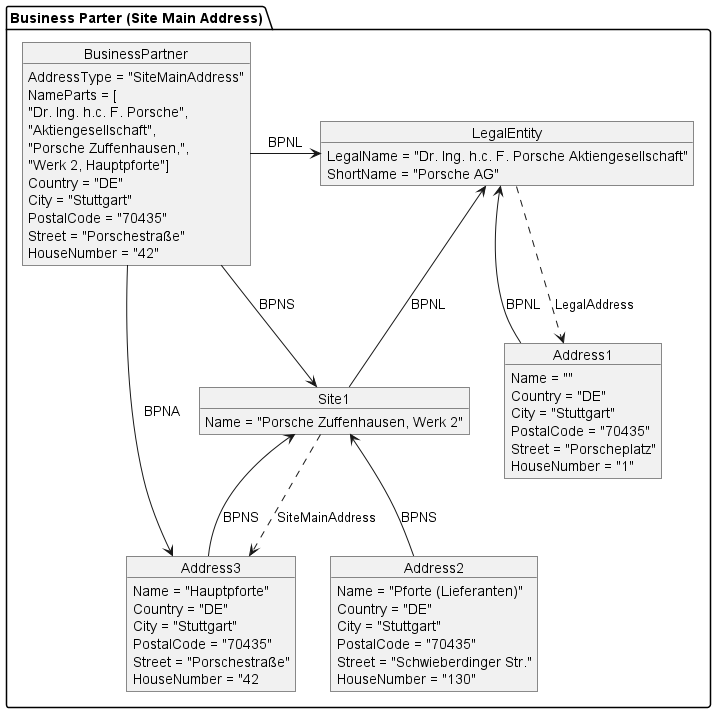 Business Parter (Site Main Address)
BusinessPartner
AddressType = "SiteMainAddress"
NameParts = [
"Dr. Ing. h.c. F. Porsche",
"Aktiengesellschaft",
"Porsche Zuffenhausen,",
"Werk 2, Hauptpforte"]
Country = "DE"
City = "Stuttgart"
PostalCode = "70435"
Street = "Porschestraße"
HouseNumber = "42"
BPNL
LegalEntity
LegalName = "Dr. Ing. h.c. F. Porsche Aktiengesellschaft"
ShortName = "Porsche AG"
BPNS
BPNL
BPNL
LegalAddress
Address1
Name = ""
Country = "DE"
City = "Stuttgart"
PostalCode = "70435"
Street = "Porscheplatz"
HouseNumber = "1"
BPNA
Site1
Name = "Porsche Zuffenhausen, Werk 2"
BPNS
SiteMainAddress
BPNS
Address3
Name = "Hauptpforte"
Country = "DE"
City = "Stuttgart"
PostalCode = "70435"
Street = "Porschestraße"
HouseNumber = "42
Address2
Name = "Pforte (Lieferanten)"
Country = "DE"
City = "Stuttgart"
PostalCode = "70435"
Street = "Schwieberdinger Str."
HouseNumber = "130"